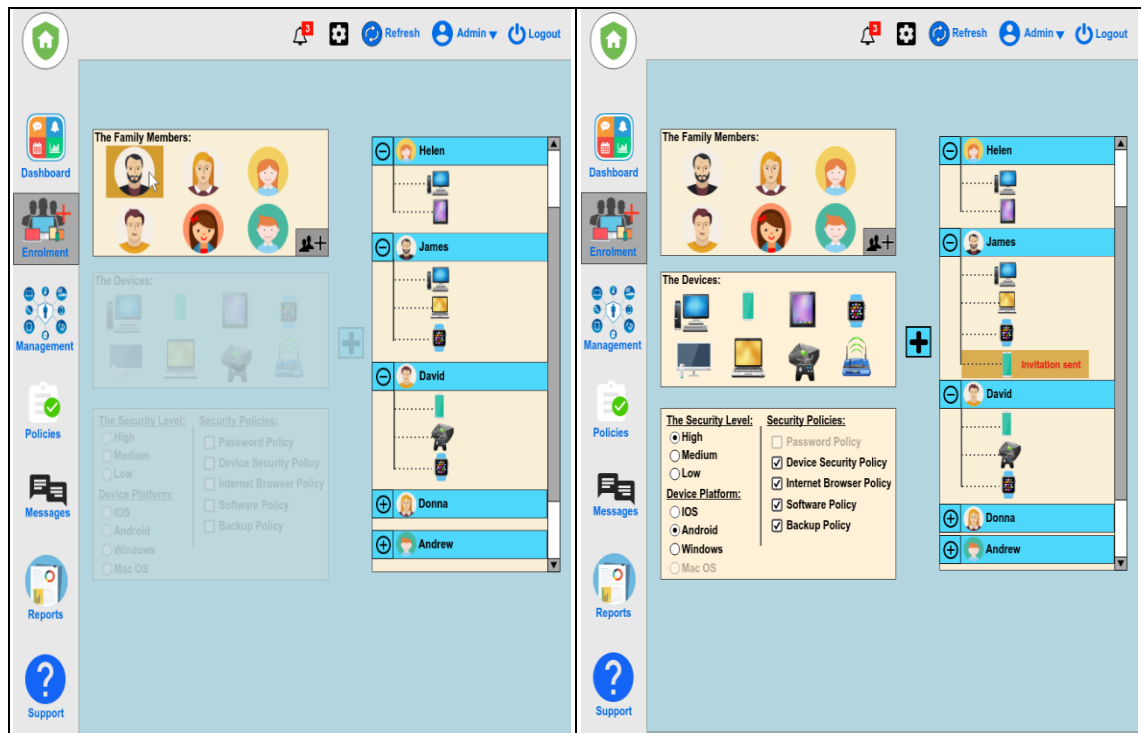 3 Refresh Admin Logout
The Family Members:
Helen
Dashboard
Enrolment
James
The Devices:
Management
David
The Security Level: Security Policies:
High Password Policy
Medium Device Security Policy
Low Internet Browser Policy
Device Platform: Software Policy
IOS Backup Policy
Android
Windows
Mac OS
Policies
Messages
Donna
Andrew
Reports
Support
3 Refresh Admin Logout
The Family Members:
Helen
Dashboard
Enrolment
James
The Devices:
Management
Invitation sent
David
The Security Level: Security Policies:
High Password Policy
Medium Device Security Policy
Low Internet Browser Policy
Device Platform: Software Policy
IOS Backup Policy
Android
Windows
Mac OS
Policies
Messages
Donna
Andrew
Reports
Support